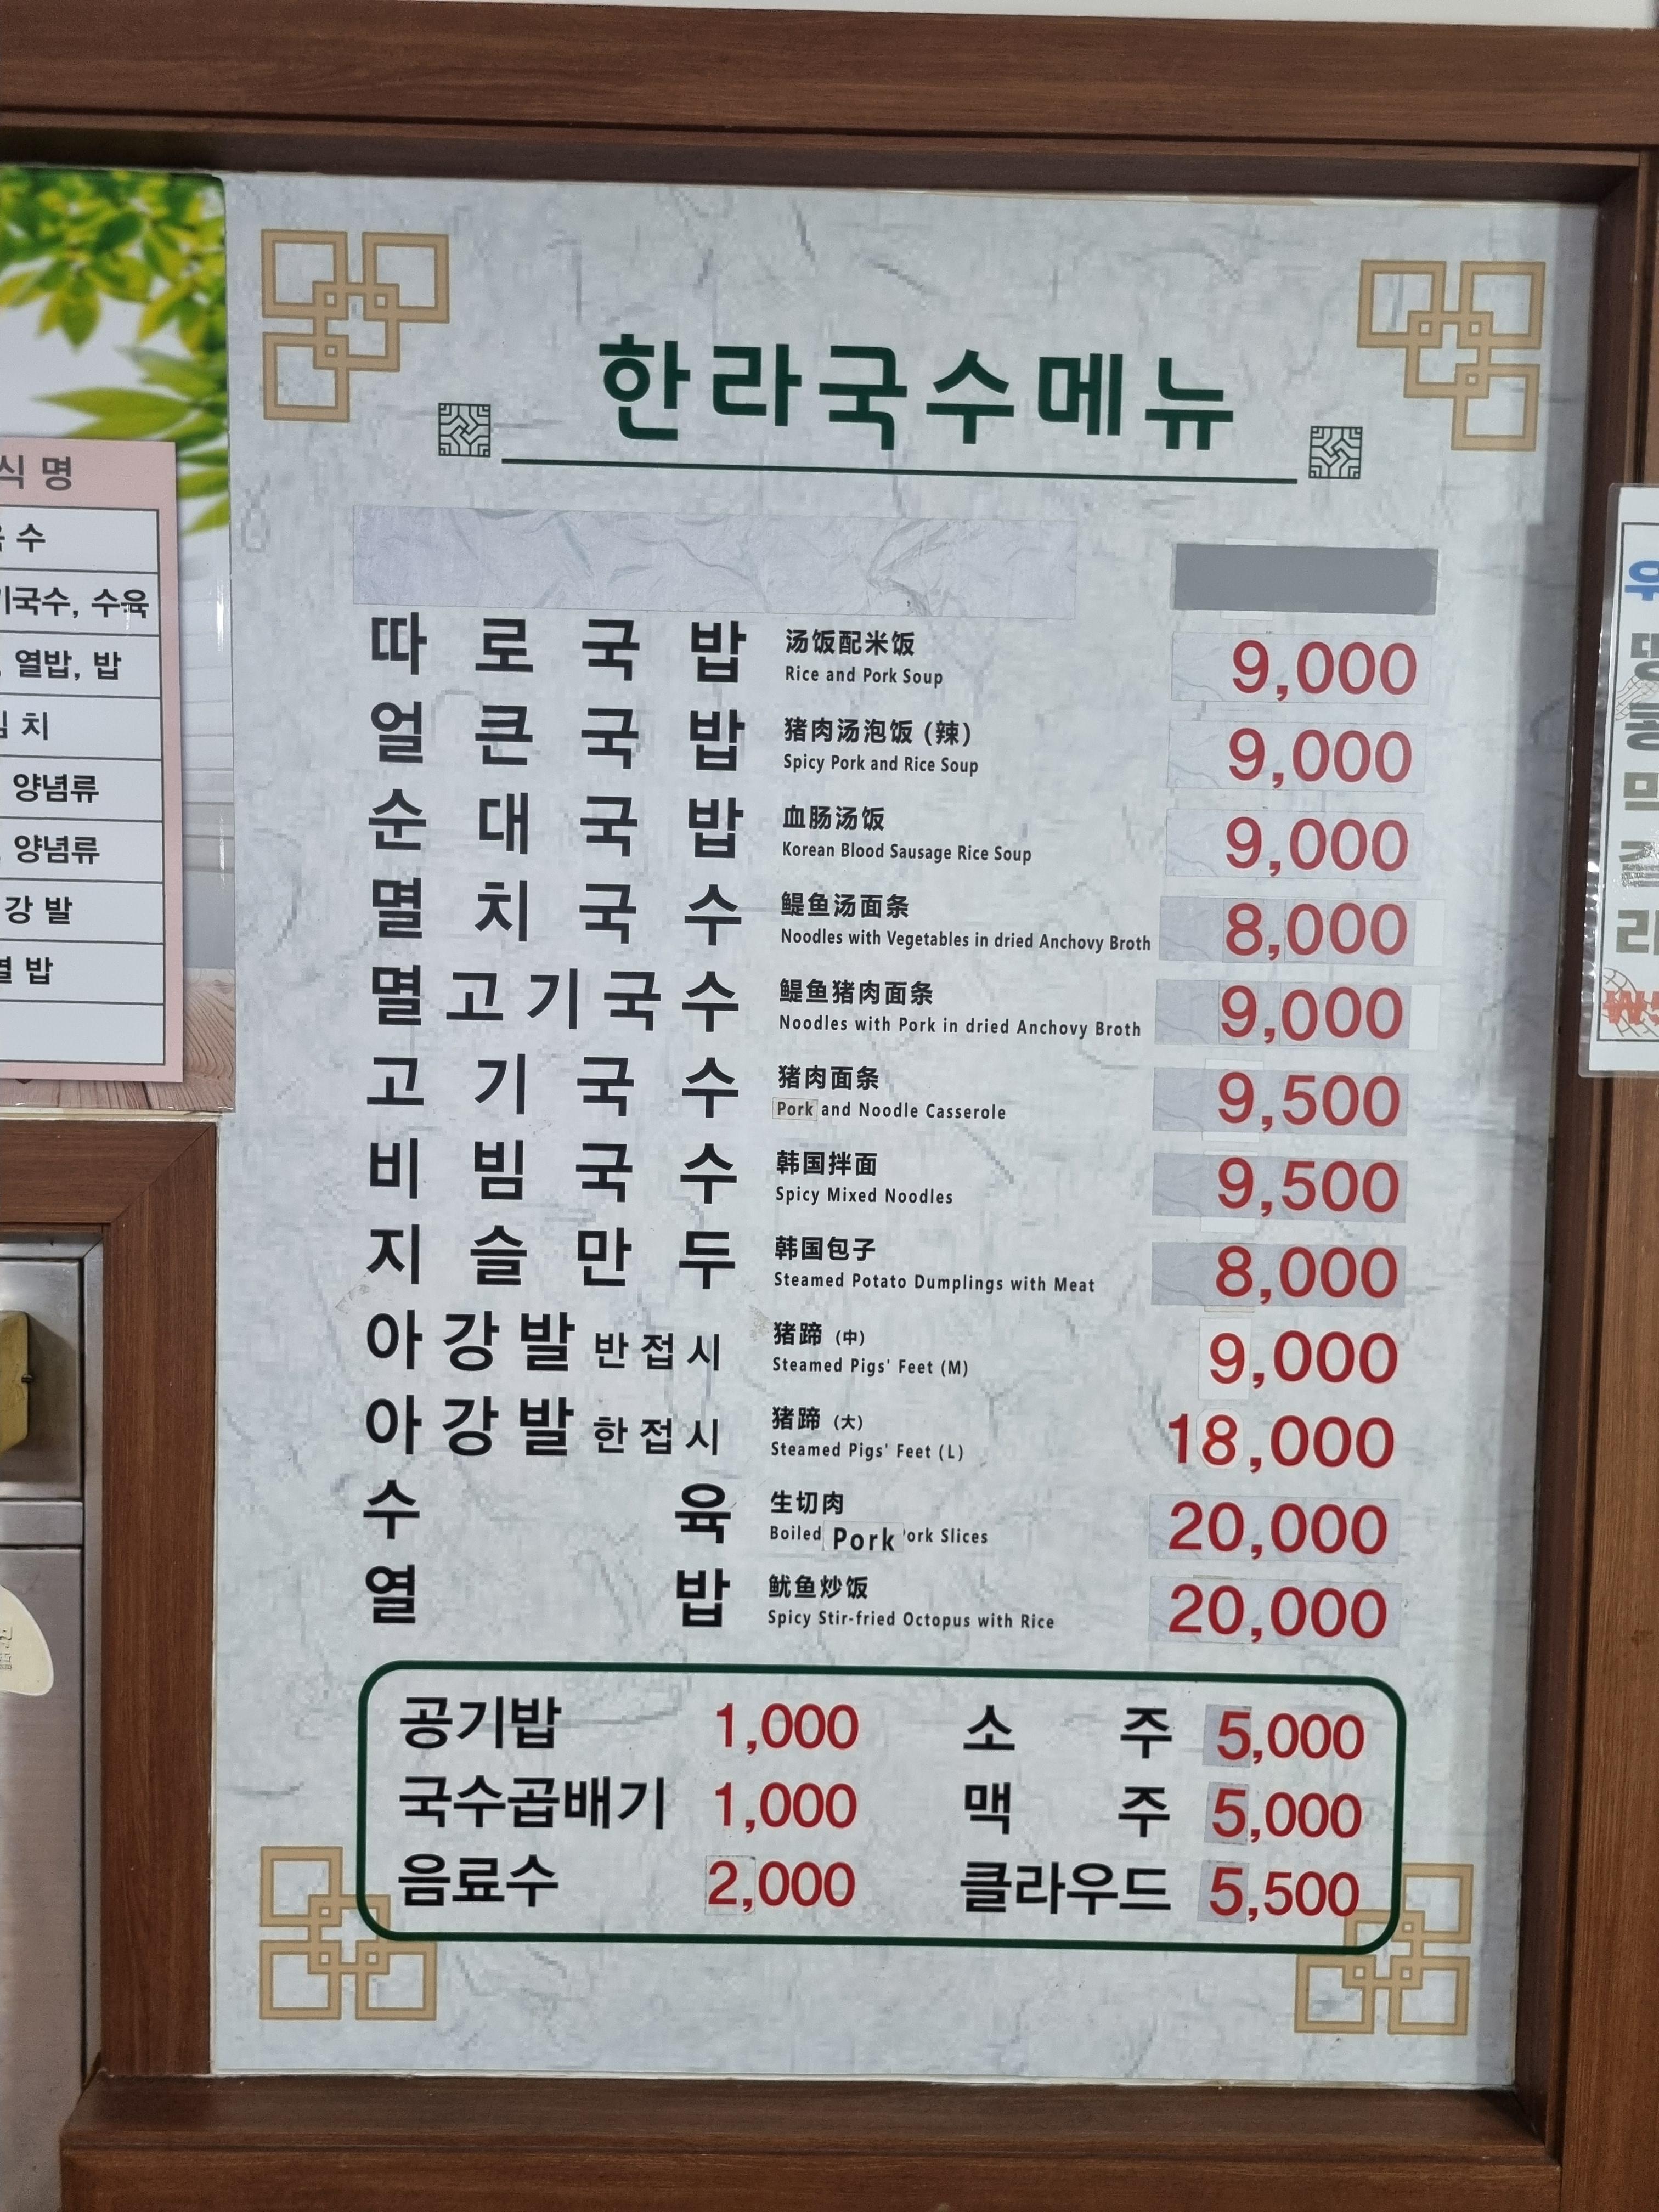 한라국수메뉴
따로국밥 汤饭配米饭 Rice and Pork Soup 9,000
얼큰국밥 猪肉汤泡饭 (辣) Spicy Pork and Rice Soup 9,000
순대국밥 血肠汤饭 Korean Blood Sausage Rice Soup 9,000
멸치국수 鳀鱼汤面条 Noodles with Vegetables in dried Anchovy Broth 8,000
멸고기국수 鳀鱼猪肉面条 Noodles with Pork in dried Anchovy Broth 9,000
고기국수 猪肉面条 Pork and Noodle Casserole 9,500
비빔국수 韩国拌面 Spicy Mixed Noodles 9,500
지슬만두 韩国包子 Steamed Potato Dumplings with Meat 8,000
아강발 반접시 猪蹄 (中) Steamed Pigs' Feet (M) 9,000
아강발 한접시 猪蹄 (大) Steamed Pigs' Feet (L) 18,000
수육 生切肉 Boiled Pork ork Slices 20,000
열밥 鱿鱼炒饭 Spicy Stir-fried Octopus with Rice 20,000
공기밥 1,000 소주 5,000
국수곱배기 1,000 맥주 5,000
음료수 2,000 클라우드 5,500
식명
수
기국수, 수육
열밥, 밥
치
양념류
양념류
강발
밥